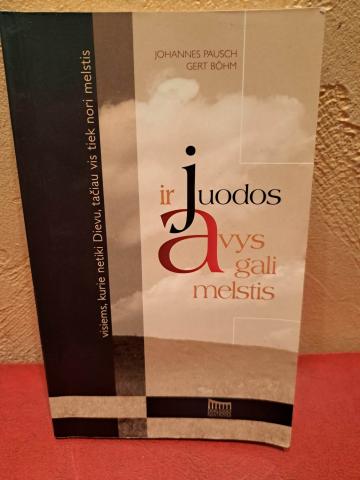 JOHANNES PAUSCH
GERT BÖHM
ir juodos
avys
gali
melstis
visiems, kurie netiki Dievu, tačiau vis tiek nori melstis